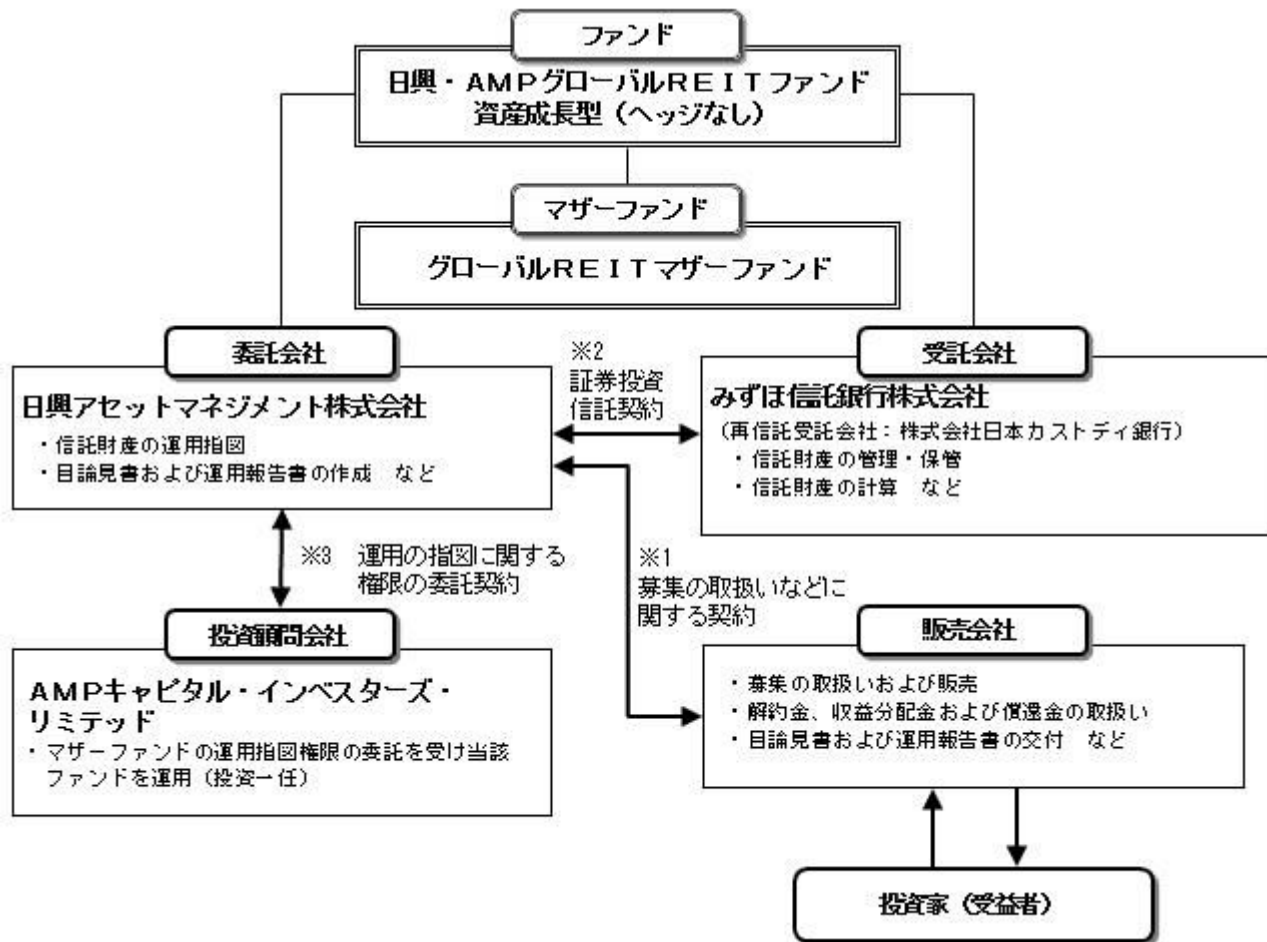 ファンド
日興・AMPグローバルREITファンド
資産成長型（ヘッジなし）
マザーファンド
グローバルREITマザーファンド
委託会社
日興アセットマネジメント株式会社
・信託財産の運用指図
・目論見書および運用報告書の作成 など
※2
証券投資
信託契約
受託会社
みずほ信託銀行株式会社
（再信託受託会社：株式会社日本カストディ銀行）
・信託財産の管理・保管
・信託財産の計算 など
※3 運用の指図に関する
権限の委託契約
※1
募集の取扱いなどに
関する契約
投資顧問会社
AMPキャピタル・インベスターズ・
リミテッド
・マザーファンドの運用指図権限の委託を受け当該
ファンドを運用（投資一任）
販売会社
・募集の取扱いおよび販売
・解約金、収益分配金および償還金の取扱い
・目論見書および運用報告書の交付 など
投資家（受益者）